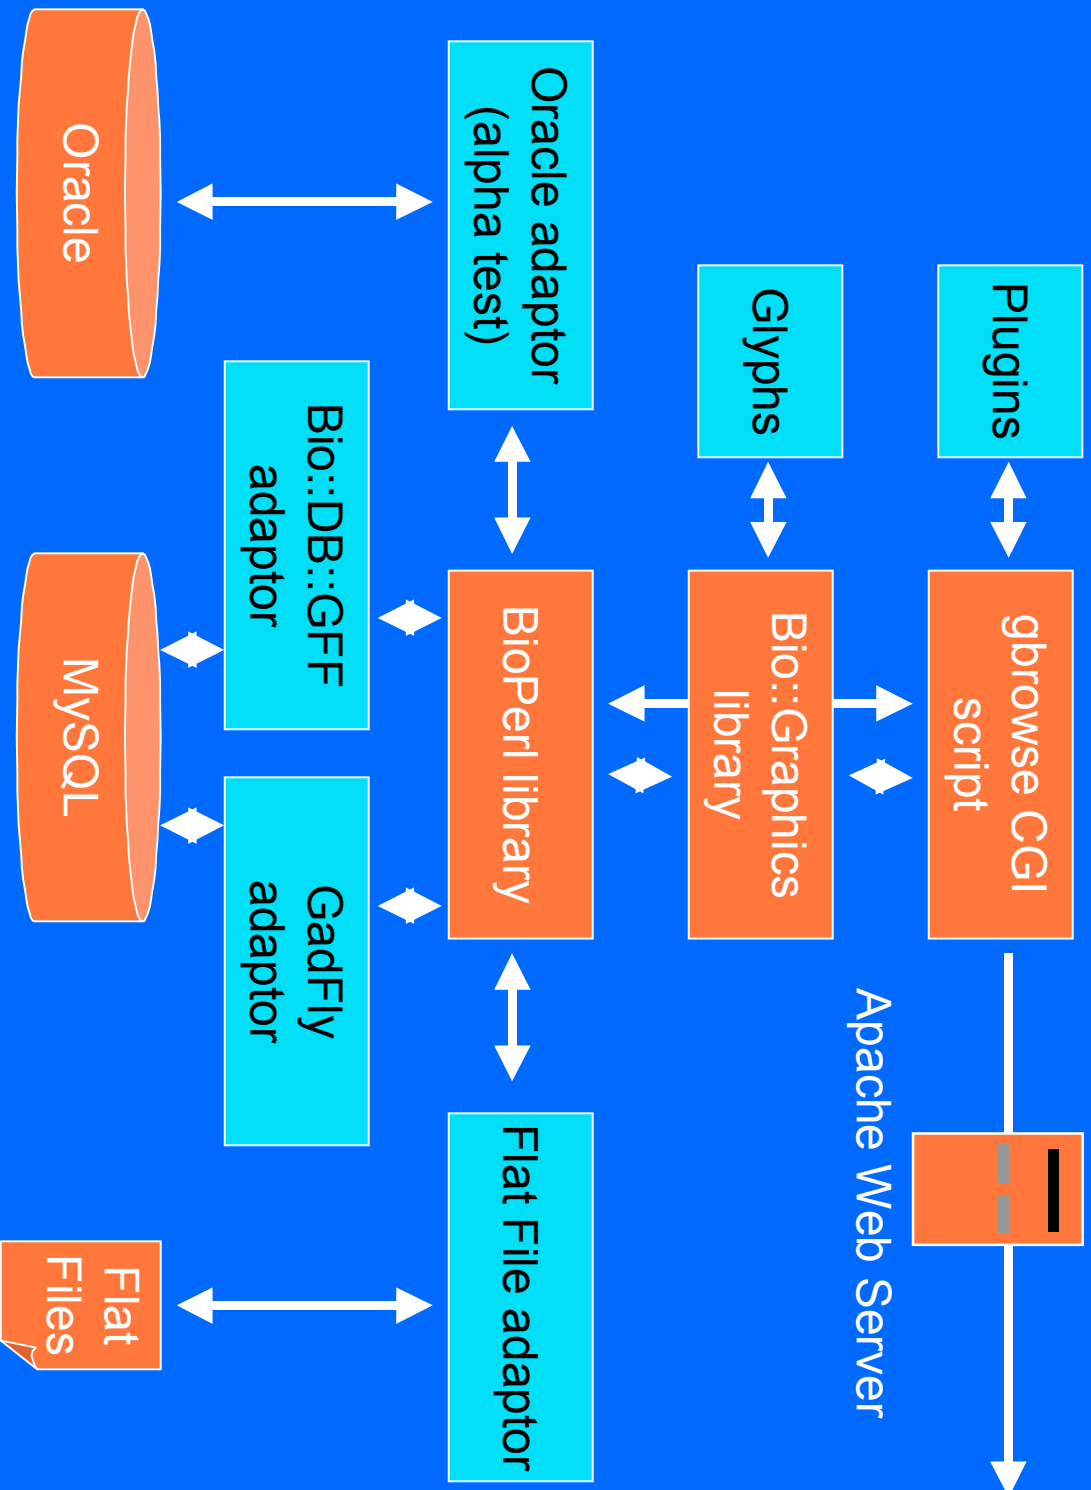 Plugins
gbrowse CGI
script
Apache Web Server
Glyphs
Bio::Graphics
library
Oracle adaptor
(alpha test)
BioPerl library
Flat File adaptor
Bio::DB::GFF
adaptor
GadFly
adaptor
Oracle
MySQL
Flat
Files